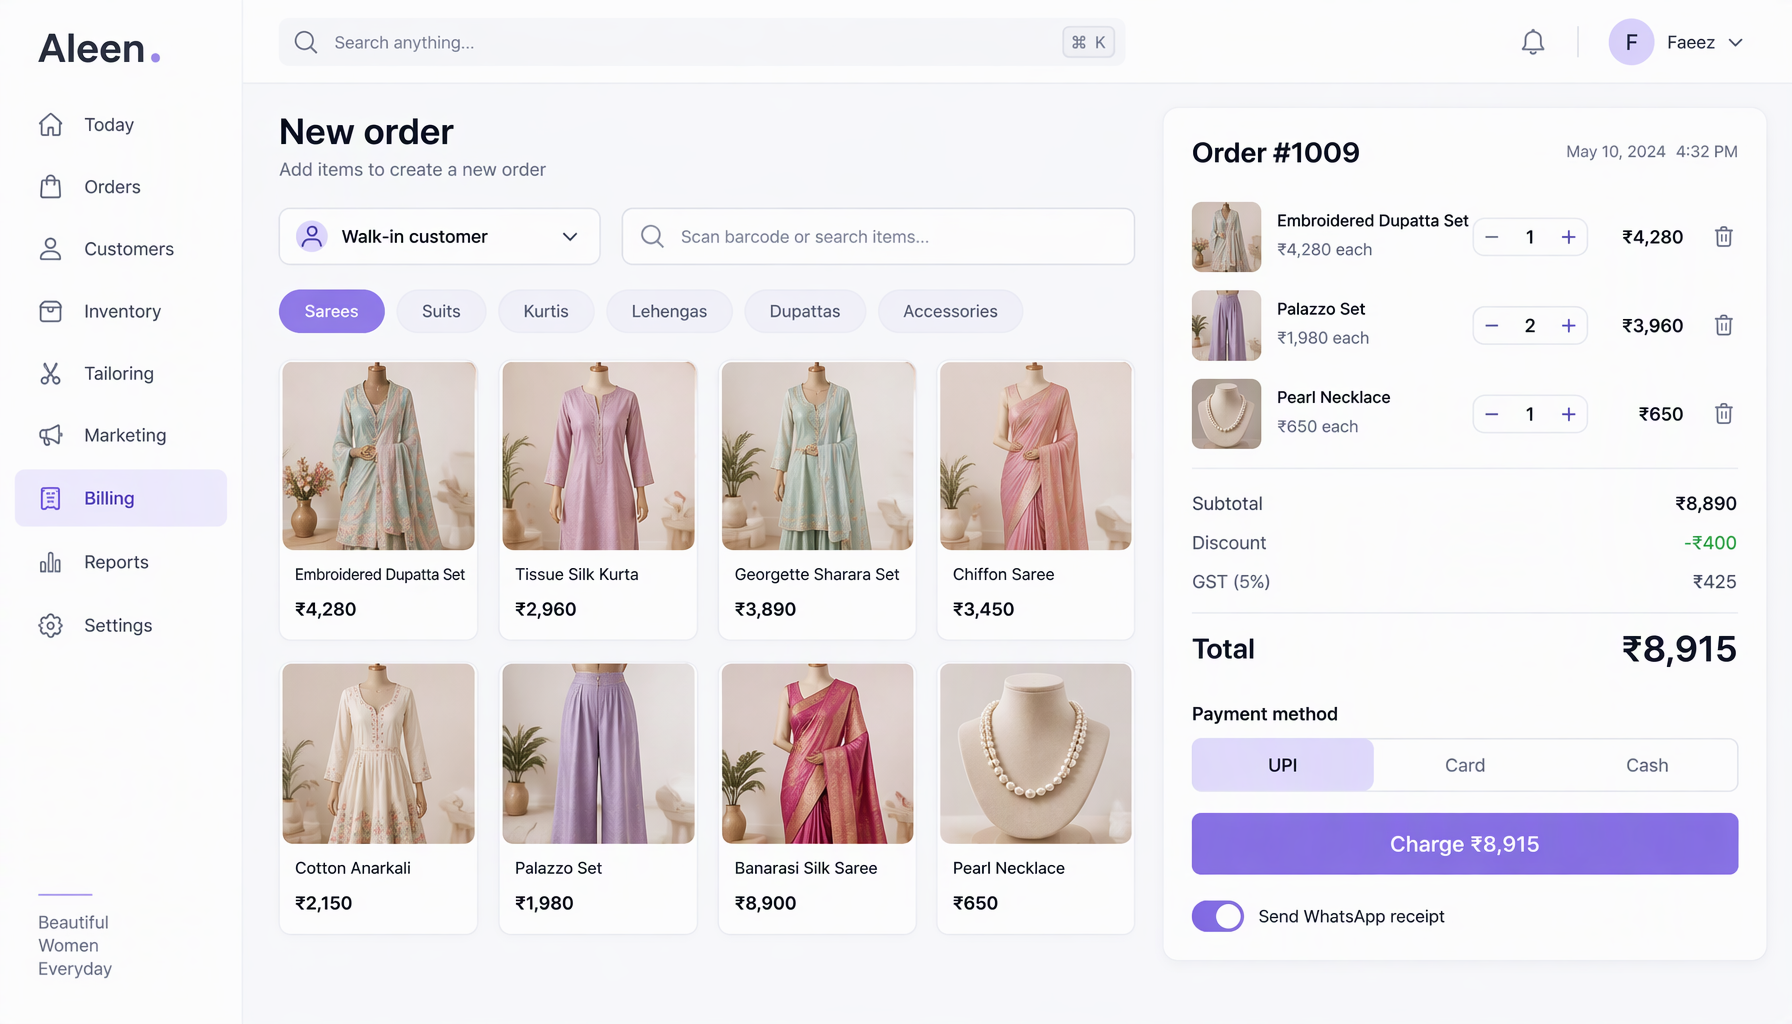 Aleen.
Today
Orders
Customers
Inventory
Tailoring
Marketing
Billing
Reports
Settings
Beautiful
Women
Everyday
Search anything...
⌘ K
F
Faeez
New order
Add items to create a new order
Walk-in customer
Scan barcode or search items...
Sarees
Suits
Kurtis
Lehengas
Dupattas
Accessories
Embroidered Dupatta Set
₹4,280
Tissue Silk Kurta
₹2,960
Georgette Sharara Set
₹3,890
Chiffon Saree
₹3,450
Cotton Anarkali
₹2,150
Palazzo Set
₹1,980
Banarasi Silk Saree
₹8,900
Pearl Necklace
₹650
Order #1009
May 10, 2024 4:32 PM
Embroidered Dupatta Set
₹4,280 each
− 1 +
₹4,280
Palazzo Set
₹1,980 each
− 2 +
₹3,960
Pearl Necklace
₹650 each
− 1 +
₹650
Subtotal ₹8,890
Discount -₹400
GST (5%) ₹425
Total ₹8,915
Payment method
UPI
Card
Cash
Charge ₹8,915
Send WhatsApp receipt